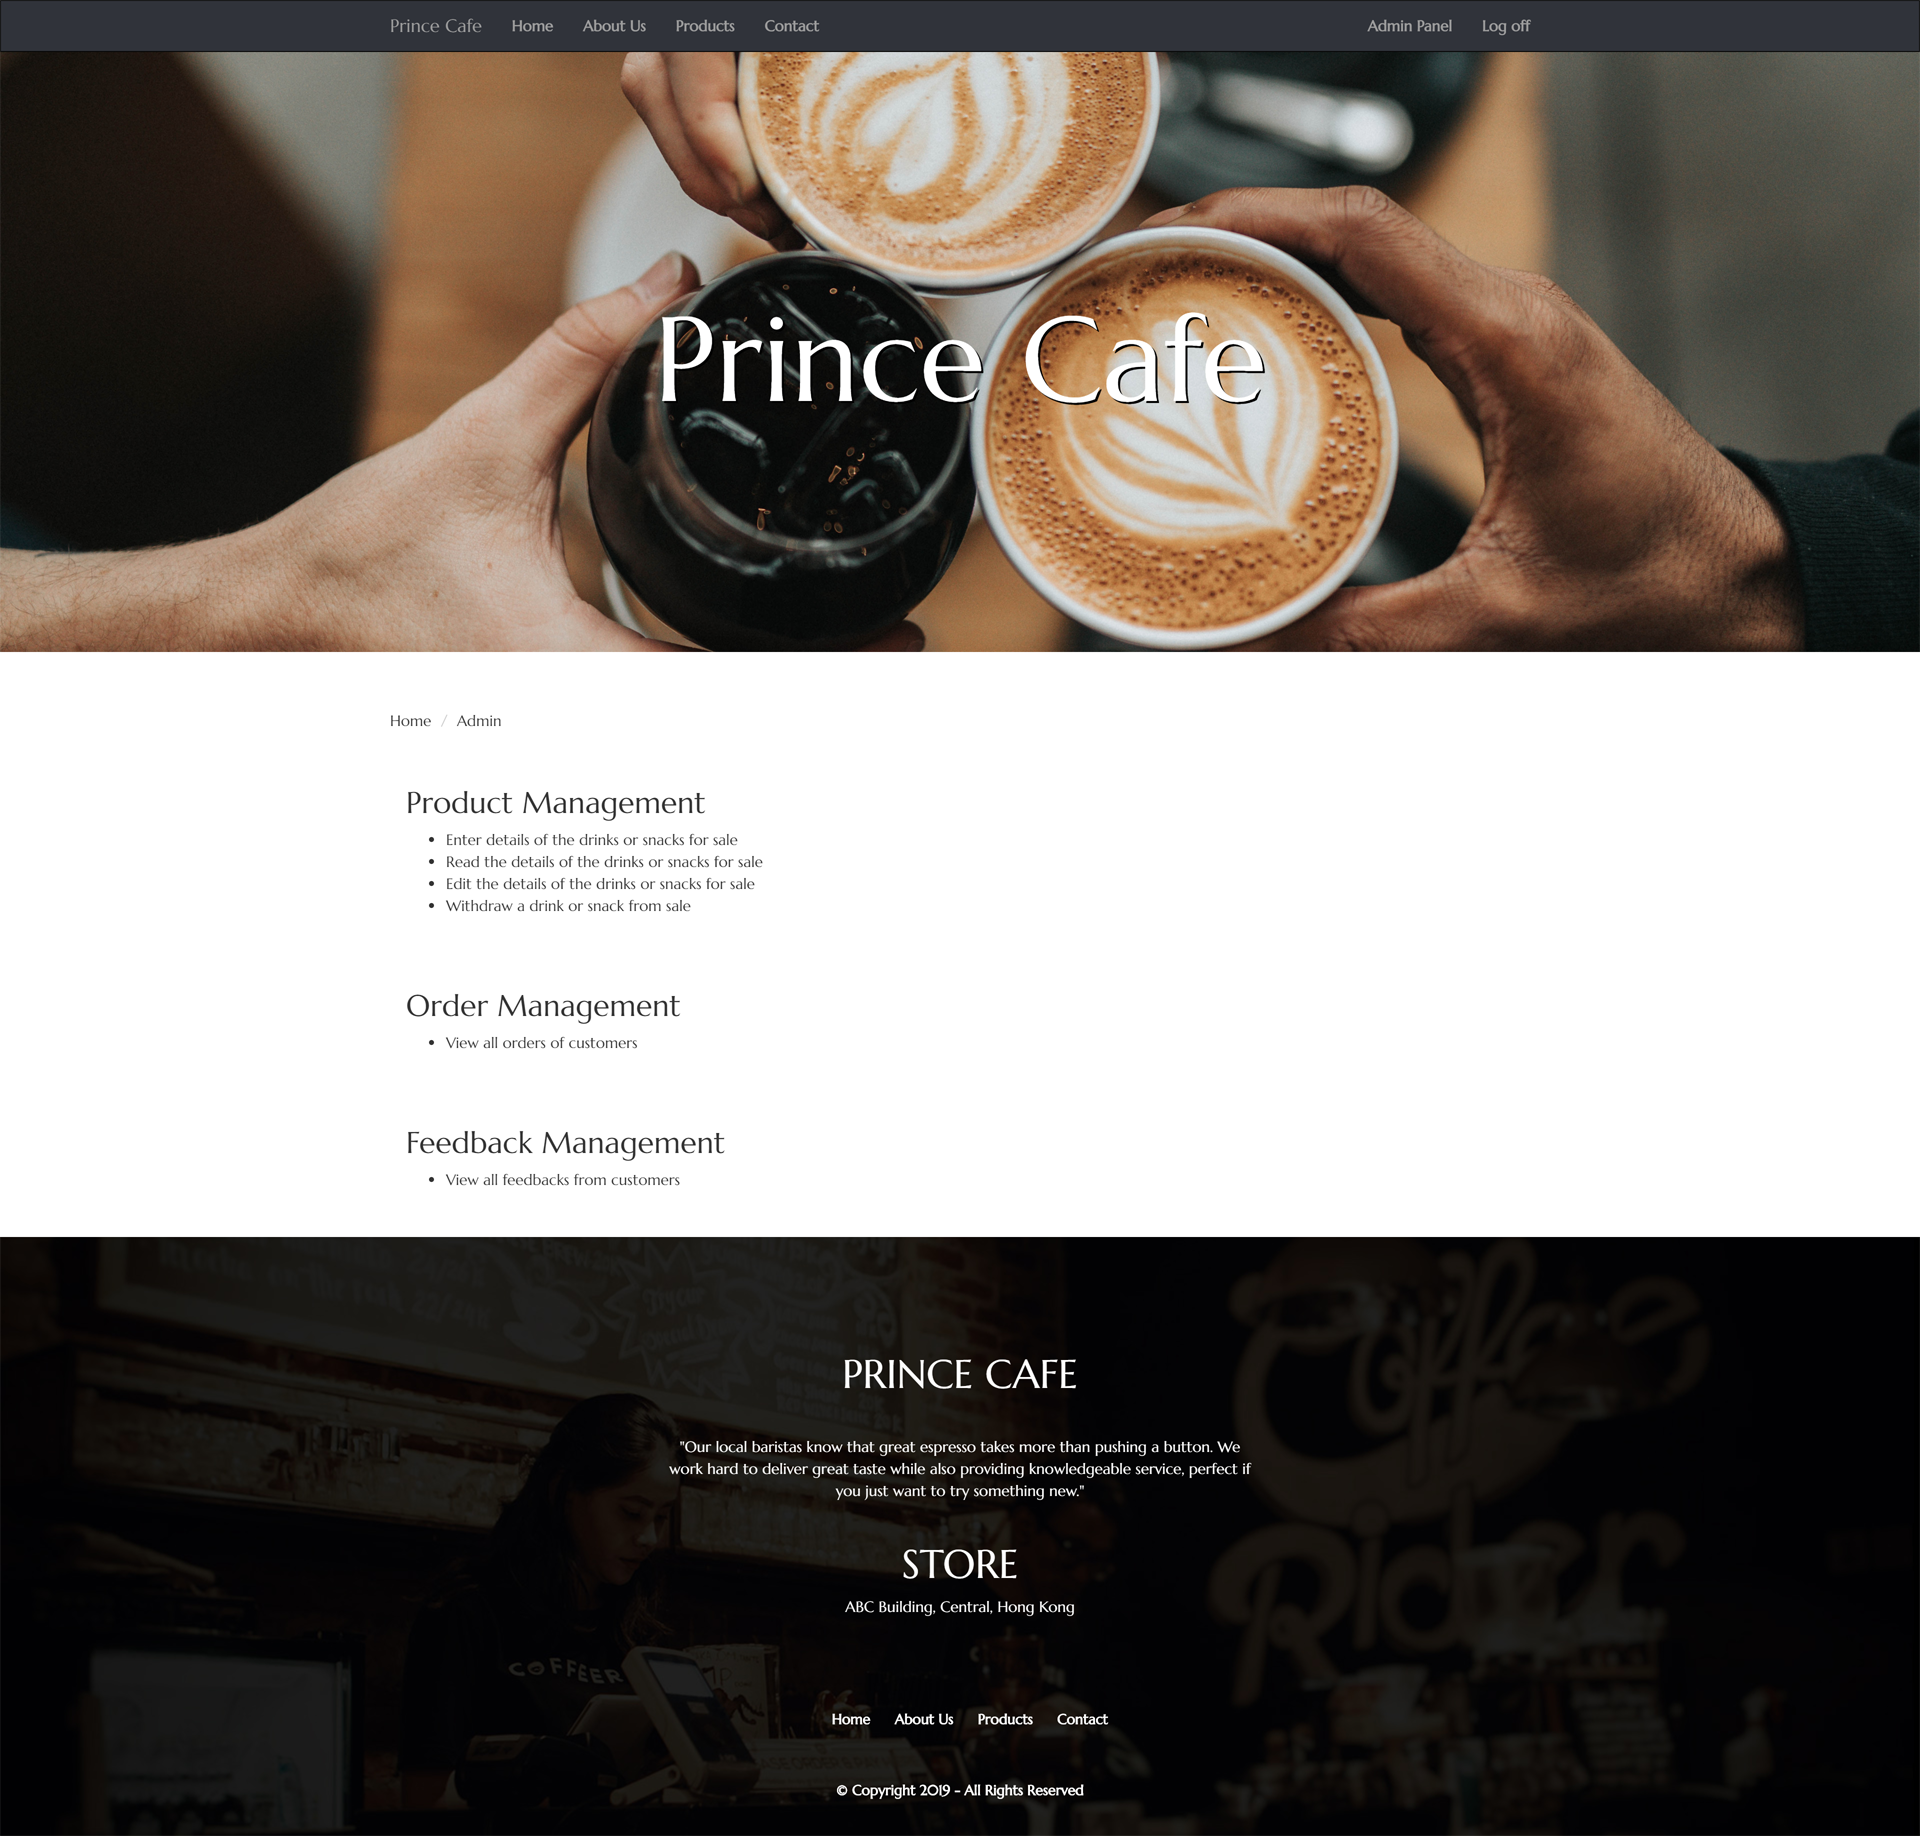 Prince Cafe Home About Us Products Contact Admin Panel Log off
Prince Cafe
Home / Admin
Product Management
• Enter details of the drinks or snacks for sale
• Read the details of the drinks or snacks for sale
• Edit the details of the drinks or snacks for sale
• Withdraw a drink or snack from sale
Order Management
• View all orders of customers
Feedback Management
• View all feedbacks from customers
Coffee
Rider
PRINCE CAFE
"Our local baristas know that great espresso takes more than pushing a button. We
work hard to deliver great taste while also providing knowledgeable service, perfect if
you just want to try something new."
STORE
ABC Building, Central, Hong Kong
COFFEER
Home About Us Products Contact
© Copyright 2019 - All Rights Reserved